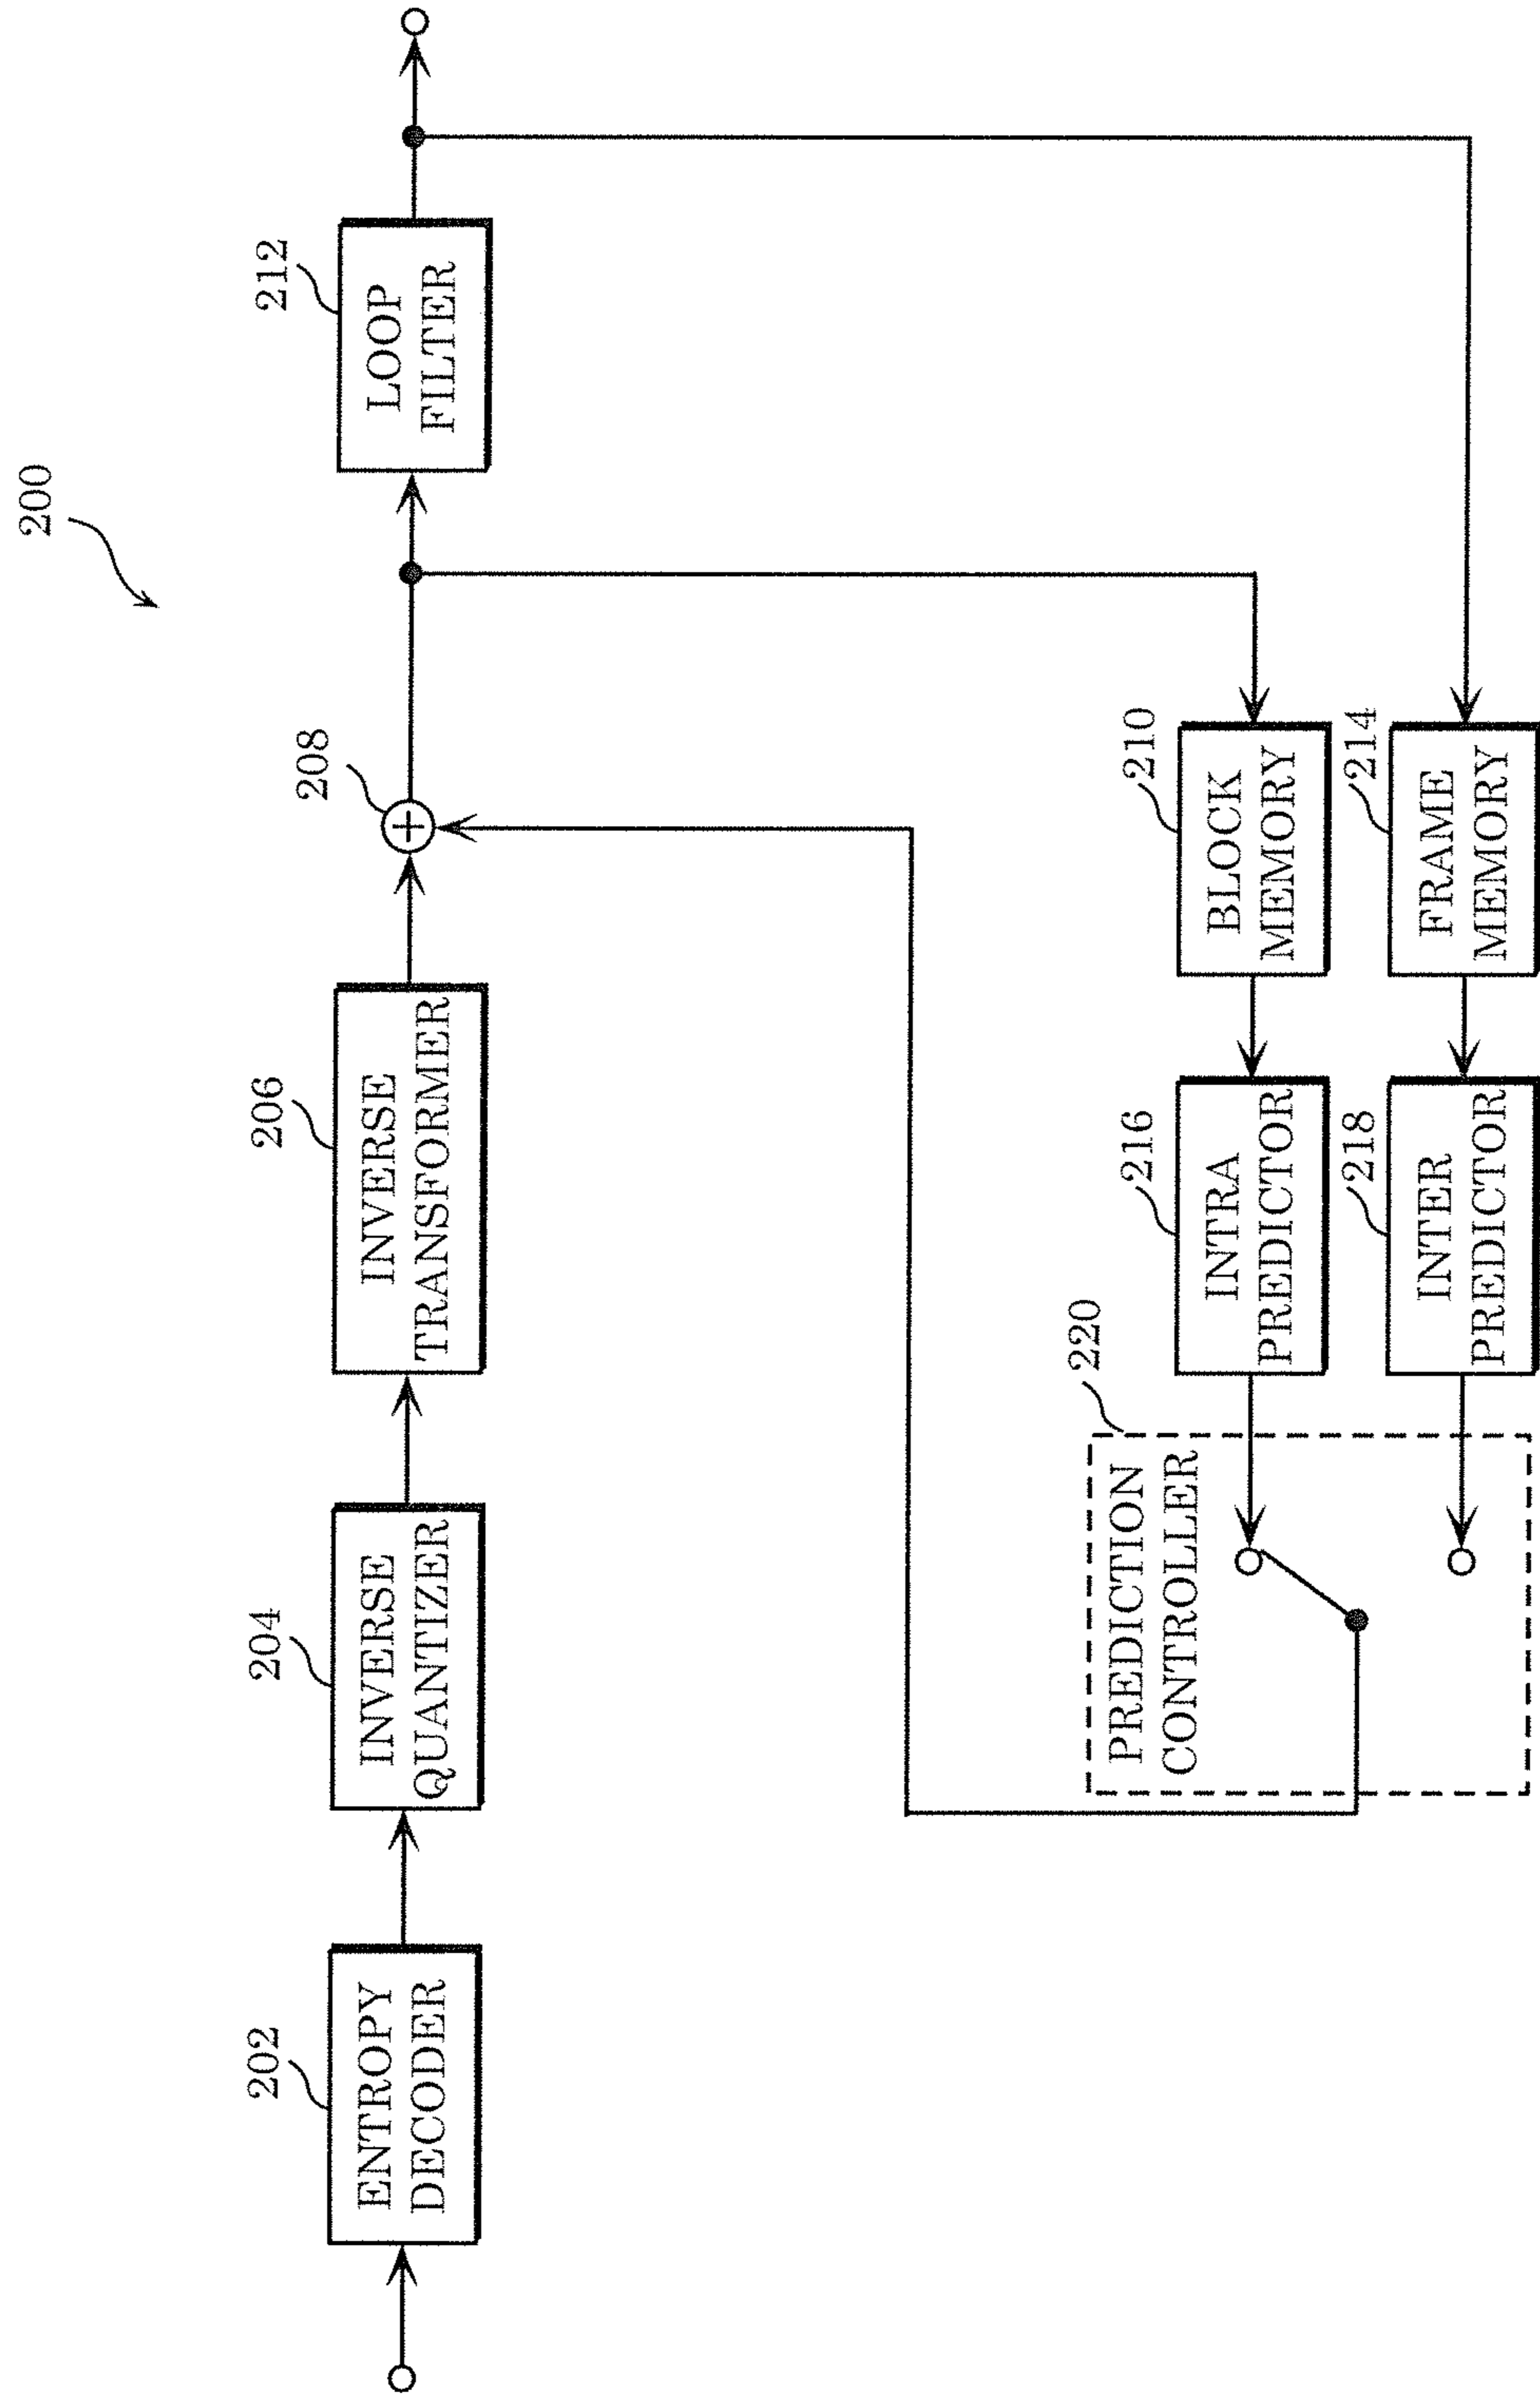 200
202
ENTROPY
DECODER
204
INVERSE
QUANTIZER
206
INVERSE
TRANSFORMER
208
+
212
LOOP
FILTER
220
PREDICTION
CONTROLLER
216
INTRA
PREDICTOR
210
BLOCK
MEMORY
218
INTER
PREDICTOR
214
FRAME
MEMORY